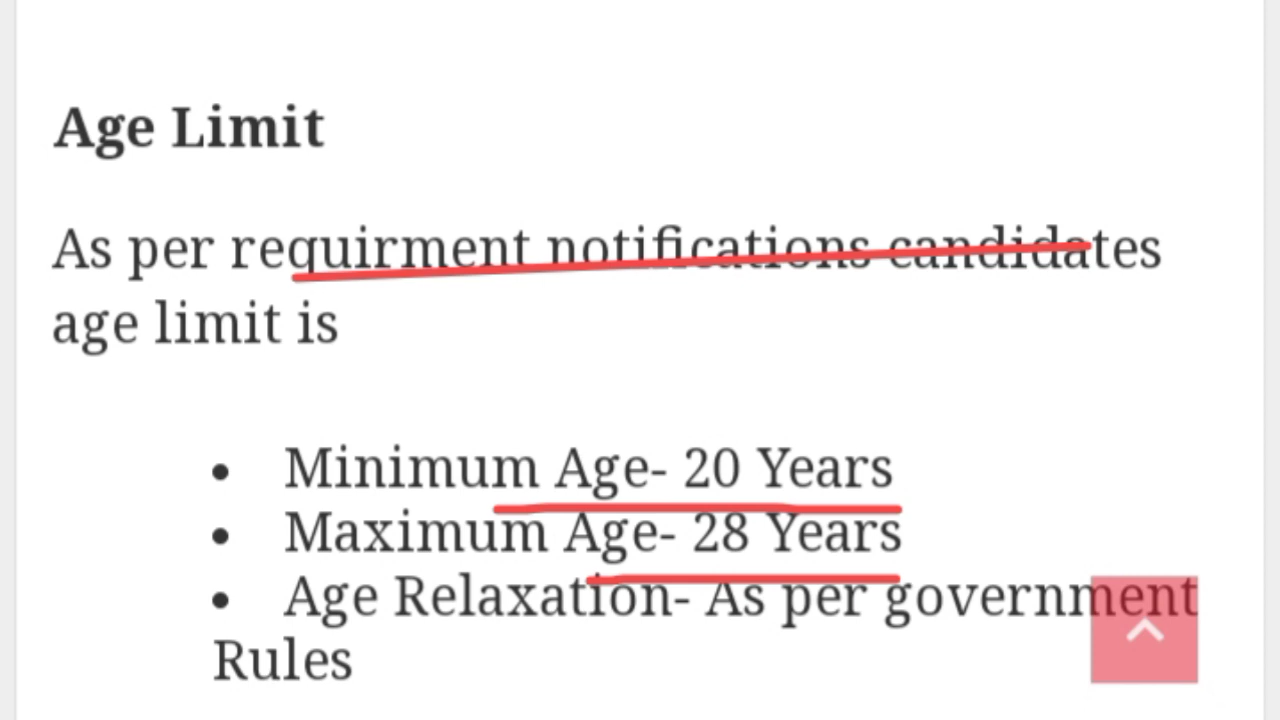 Age Limit
As per requirment notifications candidates
age limit is
• Minimum Age- 20 Years
• Maximum Age- 28 Years
• Age Relaxation- As per government
Rules